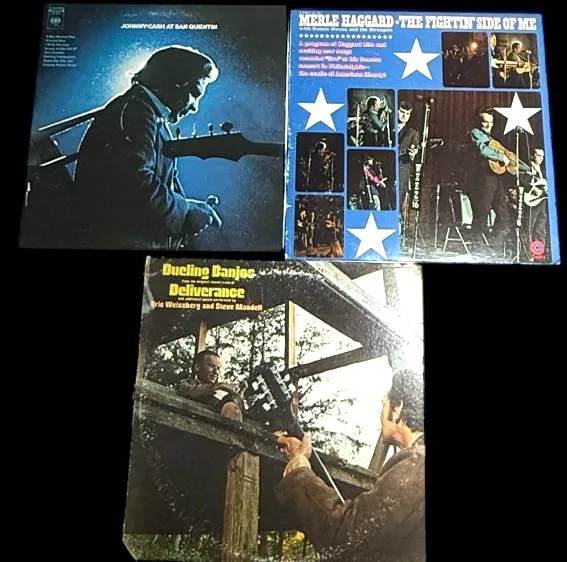 JOHNNY CASH AT SAN QUENTIN
MERLE HAGGARD • THE FIGHTIN' SIDE OF ME
with Bonnie Owens and the Strangers
A program of Haggard hits and
exciting new songs
recorded "live" at his famous
concert in Philadelphia—
the cradle of American liberty!
Dueling Banjos
from the original sound track of
Deliverance
and additional music performed by
Eric Weissberg and Steve Mandell